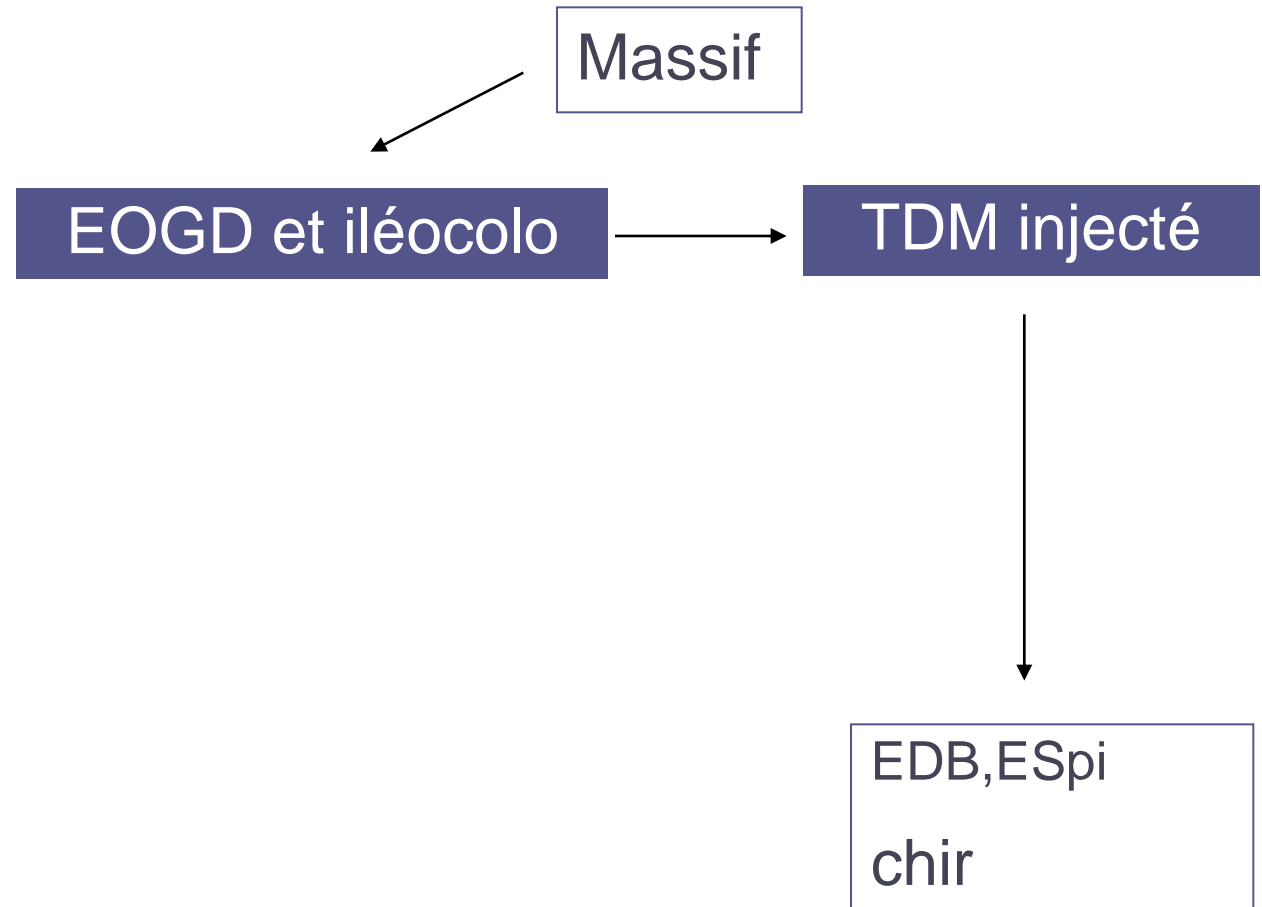 Massif
EOGD et iléocolo
TDM injecté
EDB,ESpi
chir